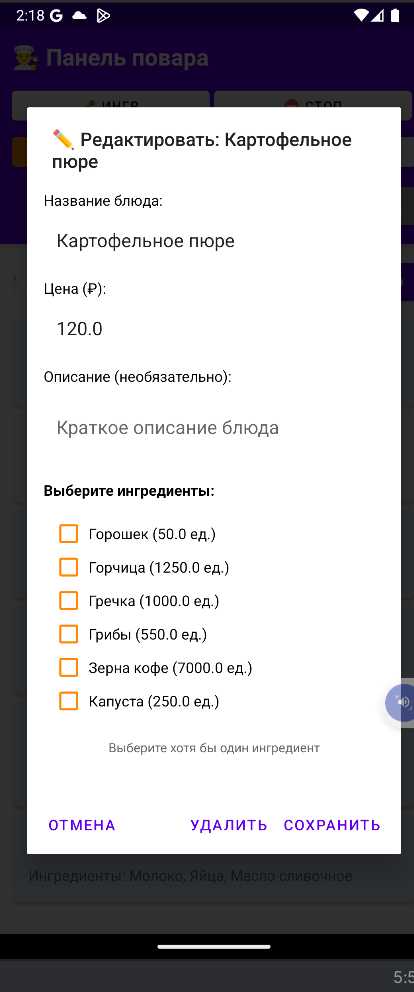 2:18
Панель повара
ИНГР
СТОП
Редактировать: Картофельное
пюре
Название блюда:
Картофельное пюре
Цена (₽):
120.0
Описание (необязательно):
Краткое описание блюда
Выберите ингредиенты:
Горошек (50.0 ед.)
Горчица (1250.0 ед.)
Гречка (1000.0 ед.)
Грибы (550.0 ед.)
Зерна кофе (7000.0 ед.)
Капуста (250.0 ед.)
Выберите хотя бы один ингредиент
ОТМЕНА УДАЛИТЬ СОХРАНИТЬ
Ингредиенты: Молоко, Яйца, Масло сливочное